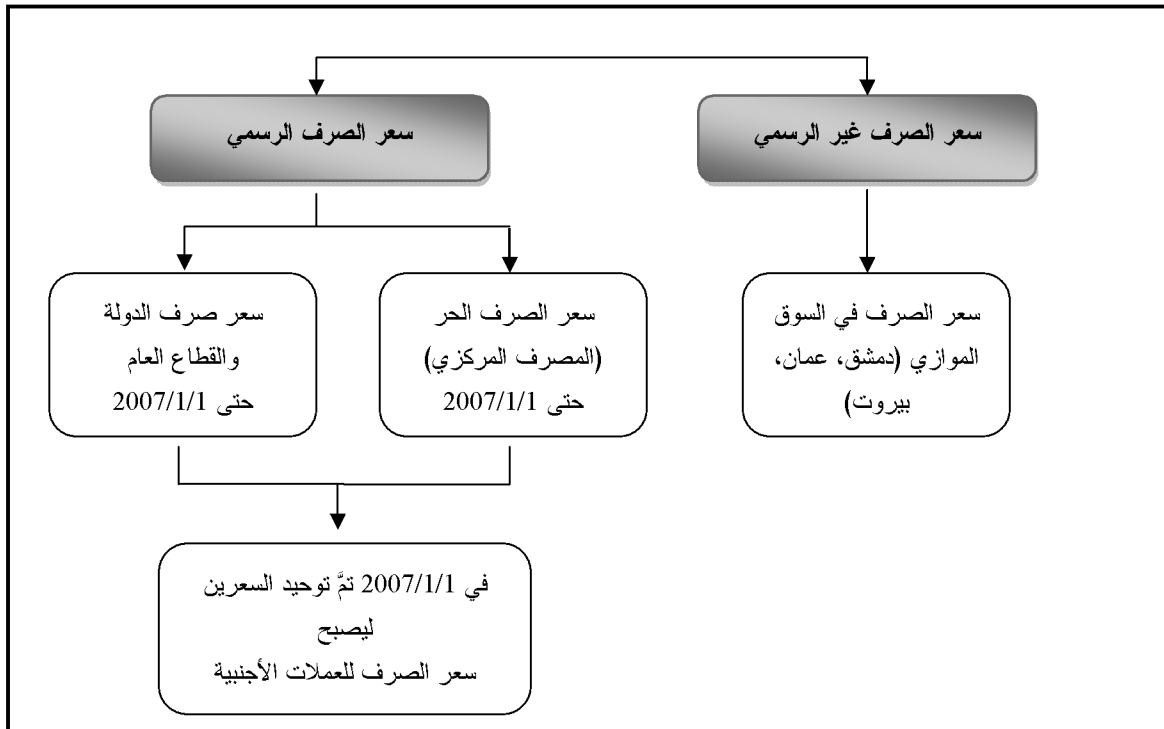 سعر الصرف غير الرسمي
سعر الصرف الرسمي
سعر الصرف في السوق
الموازي (دمشق، عمان،
بيروت)
سعر الصرف الحر
(المصرف المركزي)
حتى 2007/1/1
سعر صرف الدولة
والقطاع العام
حتى 2007/1/1
في 2007/1/1 تمَّ توحيد السعرين
ليصبح
سعر الصرف للعملات الأجنبية